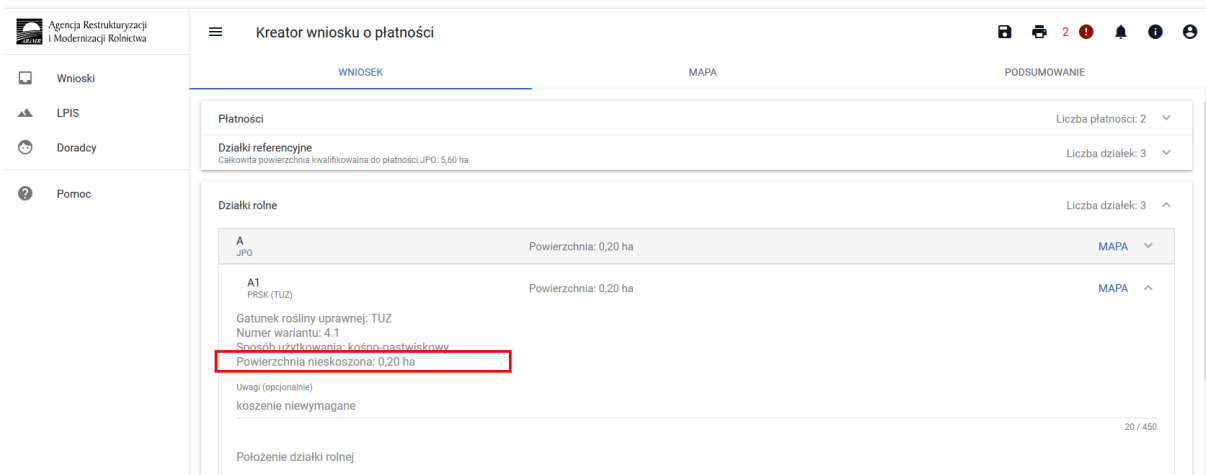 ARiMR
Agencja Restrukturyzacji
i Modernizacji Rolnictwa
Kreator wniosku o płatności
2
Wnioski
LPIS
Doradcy
Pomoc
WNIOSEK
MAPA
PODSUMOWANIE
Płatności
Liczba płatności: 2
Działki referencyjne
Całkowita powierzchnia kwalifikowalna do płatności JPO: 5,60 ha
Liczba działek: 3
Działki rolne
Liczba działek: 3
A
JPO
Powierzchnia: 0,20 ha
MAPA
A1
PRSK (TUZ)
Powierzchnia: 0,20 ha
MAPA
Gatunek rośliny uprawnej: TUZ
Numer wariantu: 4.1
Sposób użytkowania: kośno-pastwiskowy
Powierzchnia nieskoszona: 0,20 ha
Uwagi (opcjonalnie)
koszenie niewymagane
20 / 450
Położenie działki rolnej